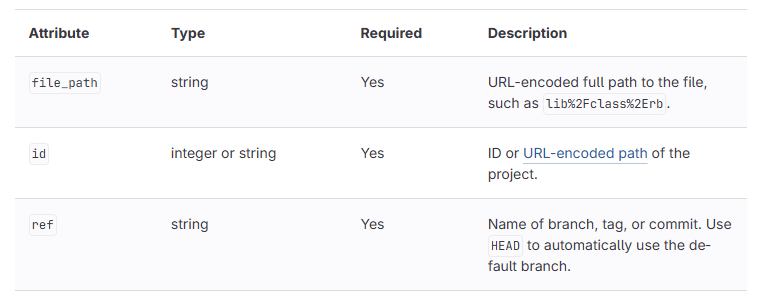 Attribute Type Required Description
file_path string Yes URL-encoded full path to the file,
such as lib%2Fclass%2Erb.
id integer or string Yes ID or URL-encoded path of the
project.
ref string Yes Name of branch, tag, or commit. Use
HEAD to automatically use the de-
fault branch.